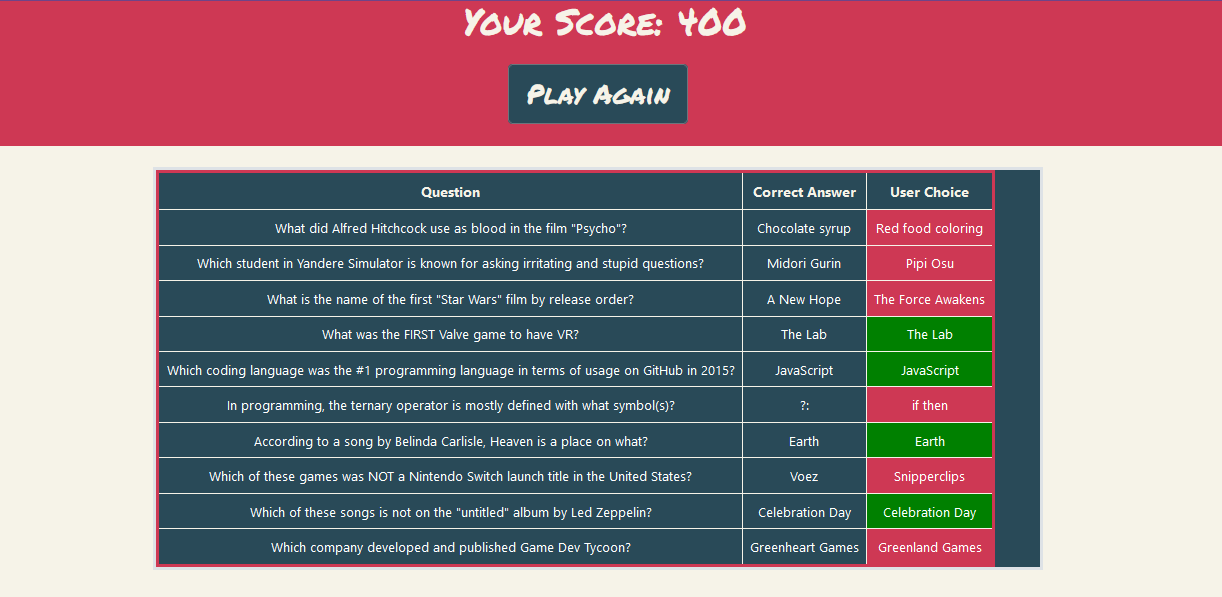 Your Score: 400
Play Again
Question Correct Answer User Choice
What did Alfred Hitchcock use as blood in the film "Psycho"? Chocolate syrup Red food coloring
Which student in Yandere Simulator is known for asking irritating and stupid questions? Midori Gurin Pipi Osu
What is the name of the first "Star Wars" film by release order? A New Hope The Force Awakens
What was the FIRST Valve game to have VR? The Lab The Lab
Which coding language was the #1 programming language in terms of usage on GitHub in 2015? JavaScript JavaScript
In programming, the ternary operator is mostly defined with what symbol(s)? ?: if then
According to a song by Belinda Carlisle, Heaven is a place on what? Earth Earth
Which of these games was NOT a Nintendo Switch launch title in the United States? Voez Snipperclips
Which of these songs is not on the "untitled" album by Led Zeppelin? Celebration Day Celebration Day
Which company developed and published Game Dev Tycoon? Greenheart Games Greenland Games